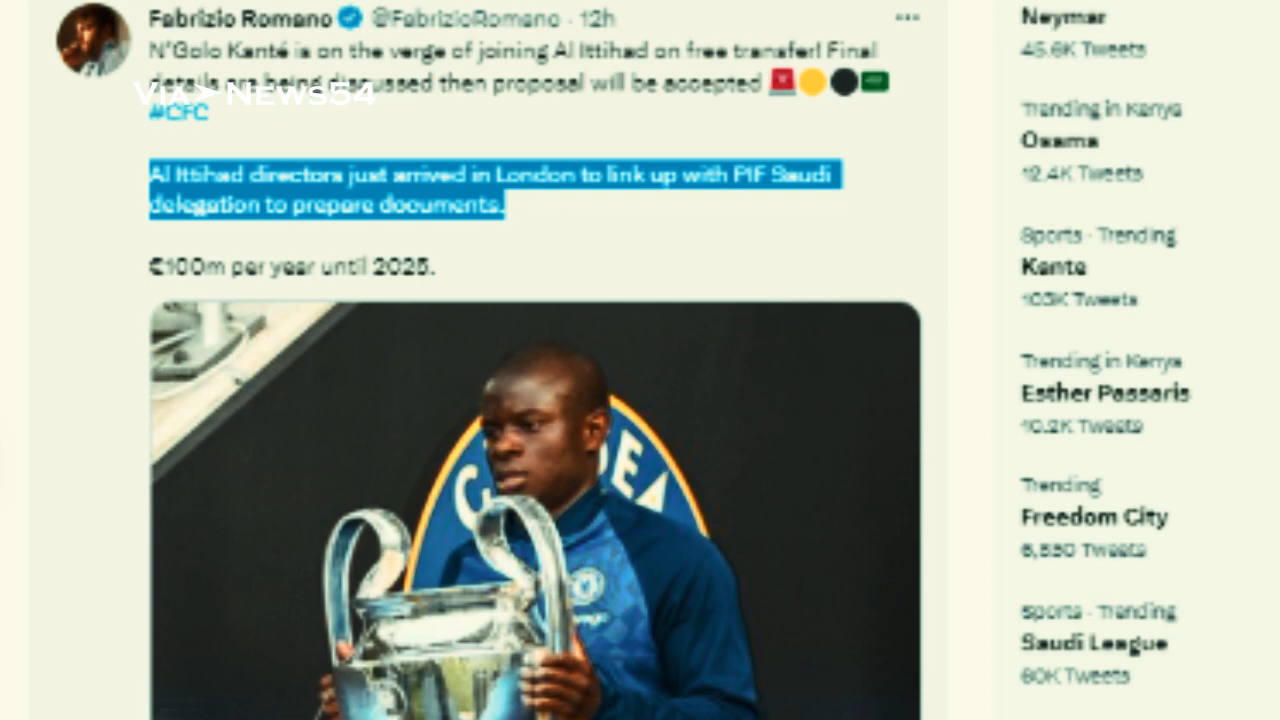 Fabrizio Romano @FabrizioRomano · 12h
N'Golo Kanté is on the verge of joining Al Ittihad on free transfer! Final
details are being discussed then proposal will be accepted
VIA NEWS54
#CFC
Al Ittihad directors just arrived in London to link up with PIF Saudi
delegation to prepare documents.
€100m per year until 2025.
CHELSEA
Neymar
45.6K Tweets
Trending in Kenya
Osama
12.4K Tweets
Sports · Trending
Kante
103K Tweets
Trending in Kenya
Esther Passaris
10.2K Tweets
Trending
Freedom City
Tweets
Sports · Trending
Saudi League
60K Tweets